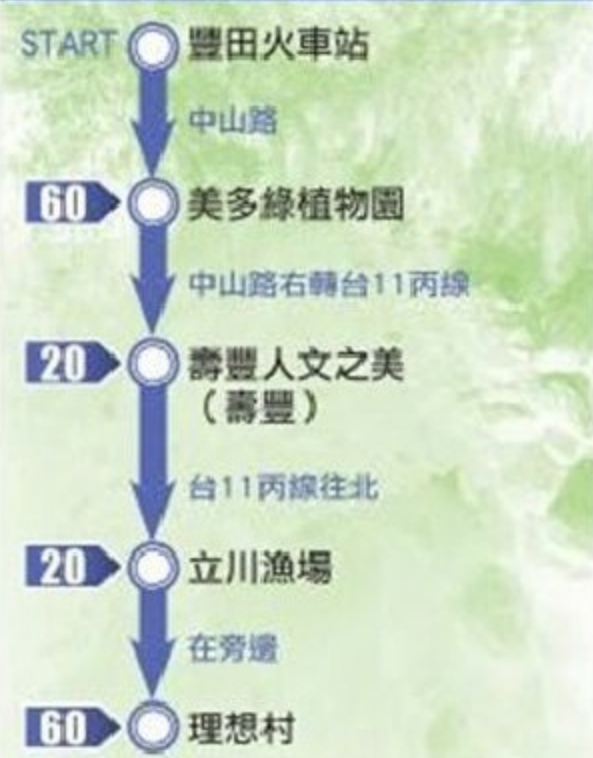 START 豐田火車站
中山路
60 美多綠植物園
中山路右轉台11丙線
20 壽豐人文之美
（壽豐）
台11丙線往北
20 立川漁場
在旁邊
60 理想村